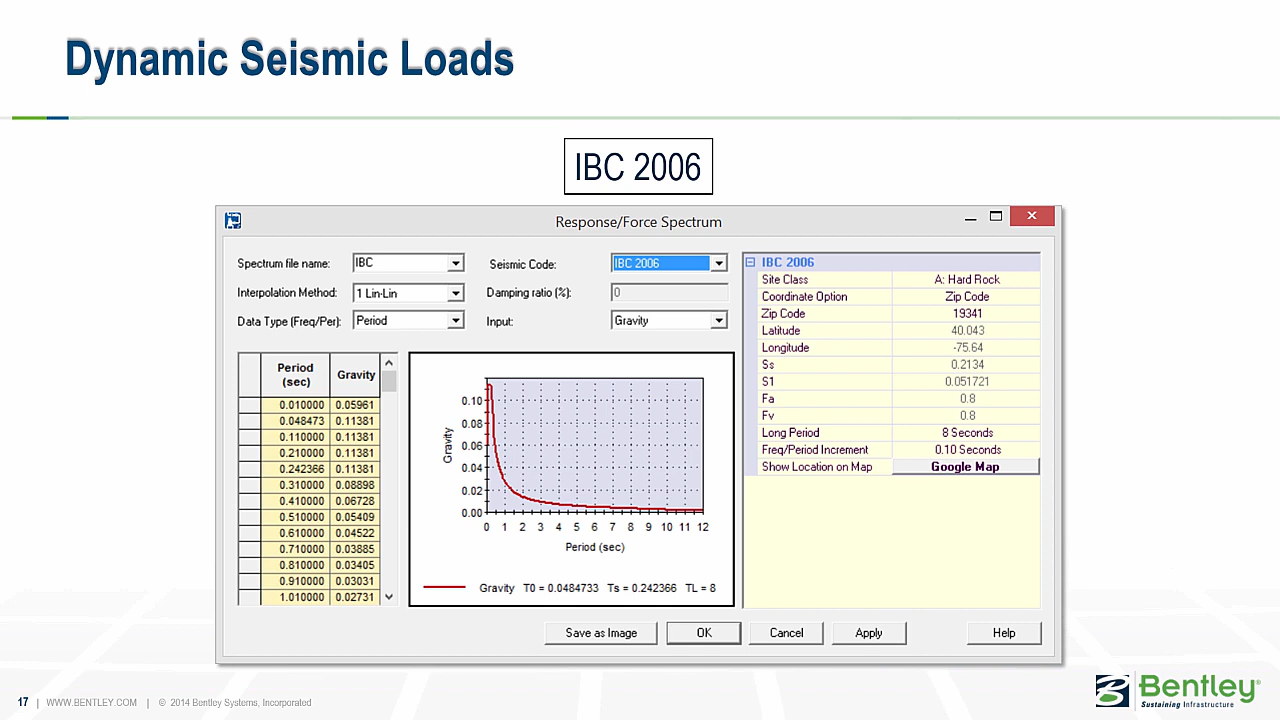 Dynamic Seismic Loads
IBC 2006
Response/Force Spectrum
Spectrum file name: IBC Seismic Code: IBC 2006
Interpolation Method: 1 Lin-Lin Damping ratio (%): 0
Data Type (Freq/Per): Period Input: Gravity
Period (sec) Gravity
0.010000 0.05961
0.048473 0.11381
0.110000 0.11381
0.210000 0.11381
0.242366 0.11381
0.310000 0.08898
0.410000 0.06728
0.510000 0.05409
0.610000 0.04522
0.710000 0.03885
0.810000 0.03405
0.910000 0.03031
1.010000 0.02731
Gravity
0.10
0.08
0.06
0.04
0.02
0.00
0 1 2 3 4 5 6 7 8 9 10 11 12
Period (sec)
Gravity T0 = 0.0484733 Ts = 0.242366 TL = 8
IBC 2006
Site Class A: Hard Rock
Coordinate Option Zip Code
Zip Code 19341
Latitude 40.043
Longitude -75.64
Ss 0.2134
S1 0.051721
Fa 0.8
Fv 0.8
Long Period 8 Seconds
Freq/Period Increment 0.10 Seconds
Show Location on Map Google Map
Save as Image OK Cancel Apply Help
17 | WWW.BENTLEY.COM | © 2014 Bentley Systems, Incorporated
Bentley®
Sustaining Infrastructure